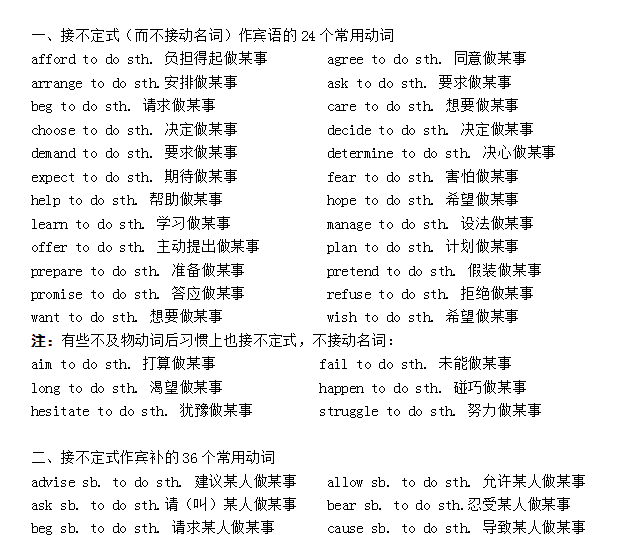 一、接不定式（而不接动名词）作宾语的24个常用动词
afford to do sth. 负担得起做某事 agree to do sth. 同意做某事
arrange to do sth.安排做某事 ask to do sth. 要求做某事
beg to do sth. 请求做某事 care to do sth. 想要做某事
choose to do sth. 决定做某事 decide to do sth. 决定做某事
demand to do sth. 要求做某事 determine to do sth. 决心做某事
expect to do sth. 期待做某事 fear to do sth. 害怕做某事
help to do sth. 帮助做某事 hope to do sth. 希望做某事
learn to do sth. 学习做某事 manage to do sth. 设法做某事
offer to do sth. 主动提出做某事 plan to do sth. 计划做某事
prepare to do sth. 准备做某事 pretend to do sth. 假装做某事
promise to do sth. 答应做某事 refuse to do sth. 拒绝做某事
want to do sth. 想要做某事 wish to do sth. 希望做某事
注：有些不及物动词后习惯上也接不定式，不接动名词：
aim to do sth. 打算做某事 fail to do sth. 未能做某事
long to do sth. 渴望做某事 happen to do sth. 碰巧做某事
hesitate to do sth. 犹豫做某事 struggle to do sth. 努力做某事
二、接不定式作宾补的36个常用动词
advise sb. to do sth. 建议某人做某事 allow sb. to do sth. 允许某人做某事
ask sb. to do sth.请（叫）某人做某事 bear sb. to do sth.忍受某人做某事
beg sb. to do sth. 请求某人做某事 cause sb. to do sth. 导致某人做某事